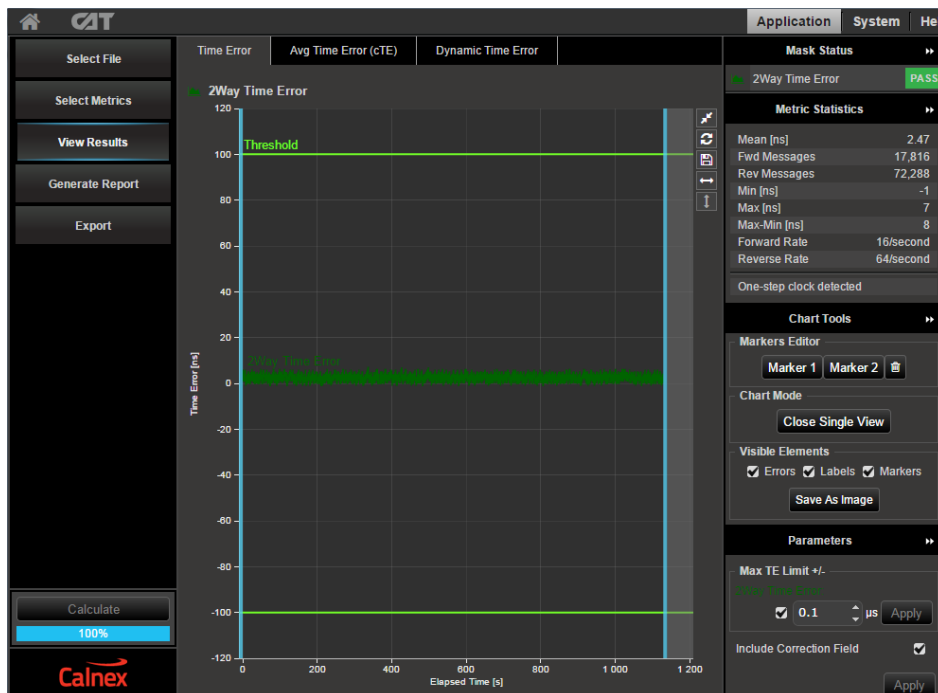 CAT
Application System He
Select File
Select Metrics
View Results
Generate Report
Export
Calculate
100%
Calnex
Time Error Avg Time Error (cTE) Dynamic Time Error
2Way Time Error
120
100
80
60
40
20
0
-20
-40
-60
-80
-100
-120
Threshold
2Way Time Error
Time Error [ns]
0 200 400 600 800 1 000 1 200
Elapsed Time [s]
Mask Status
2Way Time Error PASS
Metric Statistics
Mean [ns] 2.47
Fwd Messages 17,816
Rev Messages 72,288
Min [ns] -1
Max [ns] 7
Max-Min [ns] 8
Forward Rate 16/second
Reverse Rate 64/second
One-step clock detected
Chart Tools
Markers Editor
Marker 1 Marker 2
Chart Mode
Close Single View
Visible Elements
Errors Labels Markers
Save As Image
Parameters
Max TE Limit +/-
2Way Time Error
0.1 µs Apply
Include Correction Field
Apply